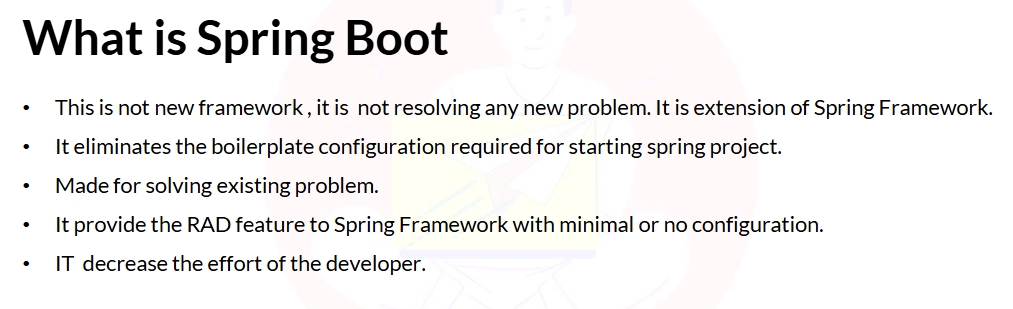 What is Spring Boot
• This is not new framework , it is  not resolving any new problem. It is extension of Spring Framework.
• It eliminates the boilerplate configuration required for starting spring project.
• Made for solving existing problem.
• It provide the RAD feature to Spring Framework with minimal or no configuration.
• IT  decrease the effort of the developer.